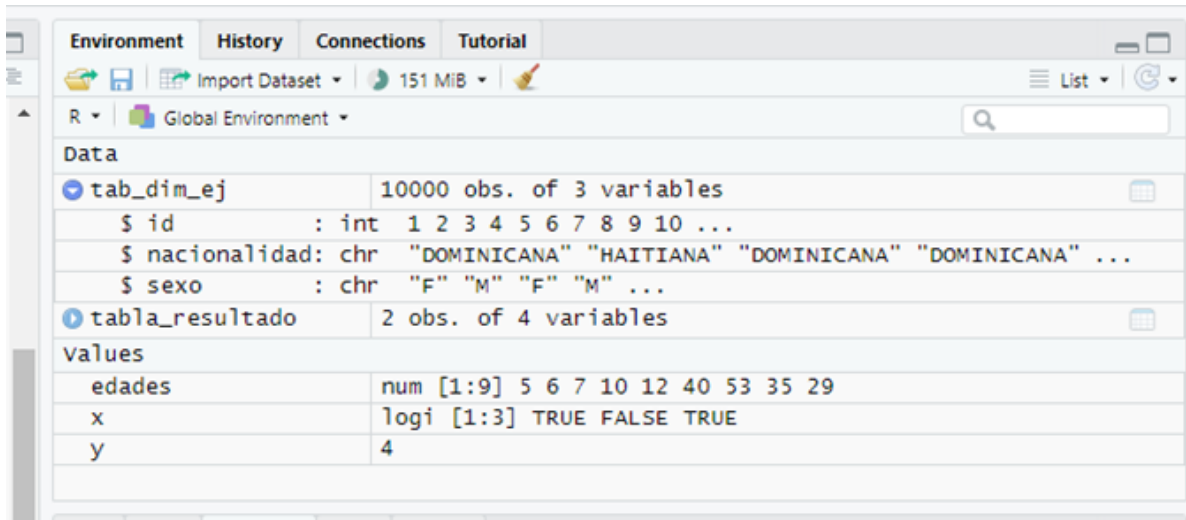 Environment History Connections Tutorial
Import Dataset 151 MiB List
R Global Environment
Data
tab_dim_ej 10000 obs. of 3 variables
$ id : int 1 2 3 4 5 6 7 8 9 10 ...
$ nacionalidad: chr "DOMINICANA" "HAITIANA" "DOMINICANA" "DOMINICANA" ...
$ sexo : chr "F" "M" "F" "M" ...
tabla_resultado 2 obs. of 4 variables
Values
edades num [1:9] 5 6 7 10 12 40 53 35 29
x logi [1:3] TRUE FALSE TRUE
y 4